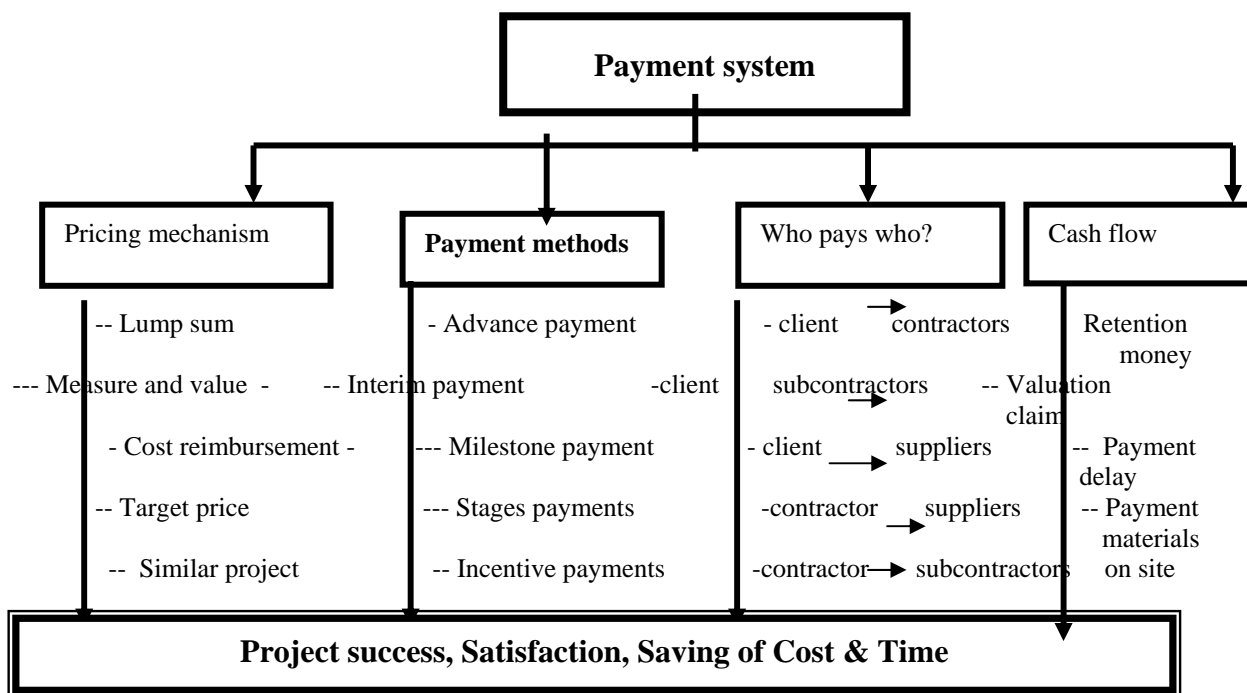 Payment system
Pricing mechanism
Payment methods
Who pays who?
Cash flow
-- Lump sum - Advance payment - client contractors Retention
money
--- Measure and value - -- Interim payment -client subcontractors -- Valuation
claim
- Cost reimbursement - --- Milestone payment - client suppliers -- Payment
delay
-- Target price --- Stages payments -contractor suppliers -- Payment
materials
-- Similar project -- Incentive payments -contractor subcontractors on site
Project success, Satisfaction, Saving of Cost & Time